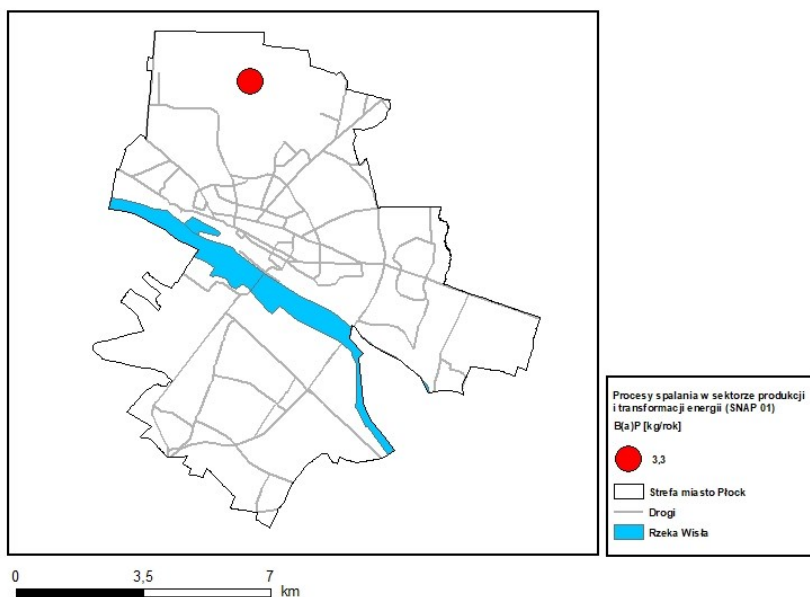 Procesy spalania w sektorze produkcji
i transformacji energii (SNAP 01)
B(a)P [kg/rok]
3,3
Strefa miasto Płock
Drogi
Rzeka Wisła
0 3,5 7
km